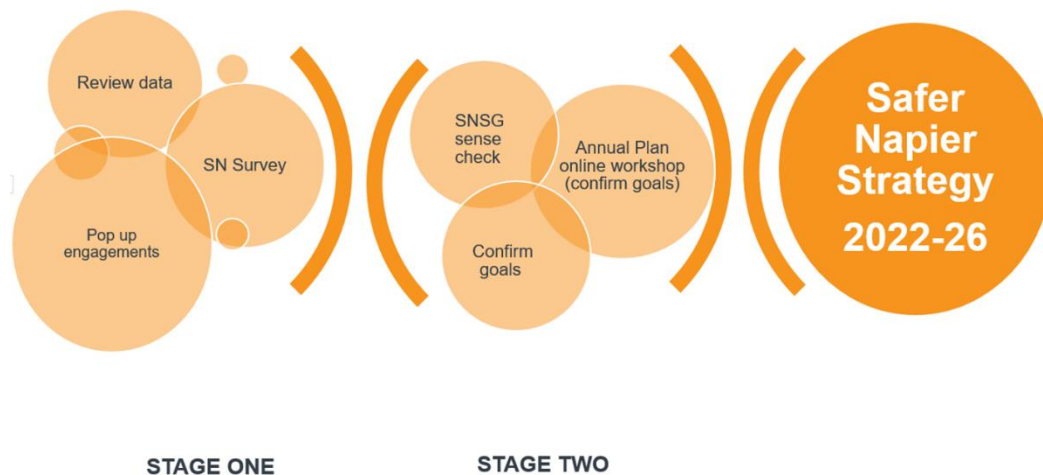 Review data
SN Survey
Pop up
engagements
SNSG
sense
check
Annual Plan
online workshop
(confirm goals)
Confirm
goals
Safer
Napier
Strategy
2022-26
STAGE ONE
STAGE TWO